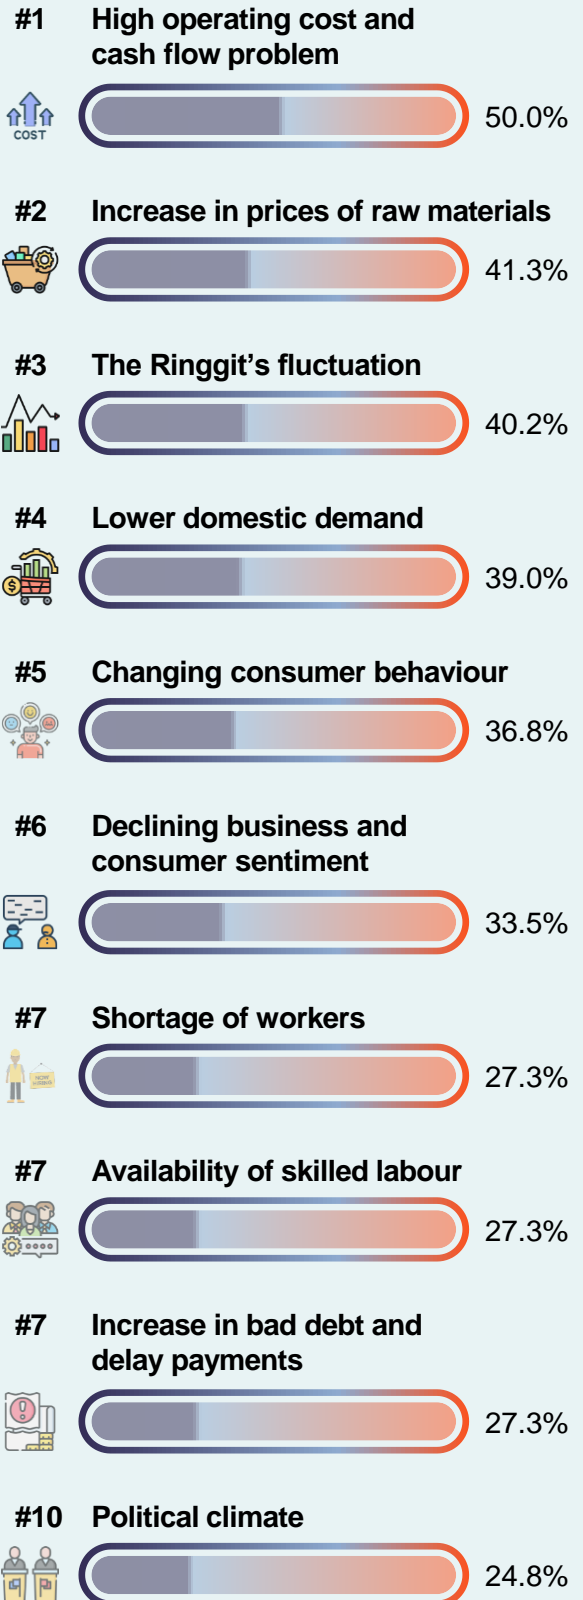 #1 High operating cost and
cash flow problem
COST
50.0%
#2 Increase in prices of raw materials
41.3%
#3 The Ringgit's fluctuation
40.2%
#4 Lower domestic demand
$
39.0%
#5 Changing consumer behaviour
36.8%
#6 Declining business and
consumer sentiment
33.5%
#7 Shortage of workers
NOW
HIRING
27.3%
#7 Availability of skilled labour
27.3%
#7 Increase in bad debt and
delay payments
27.3%
#10 Political climate
24.8%